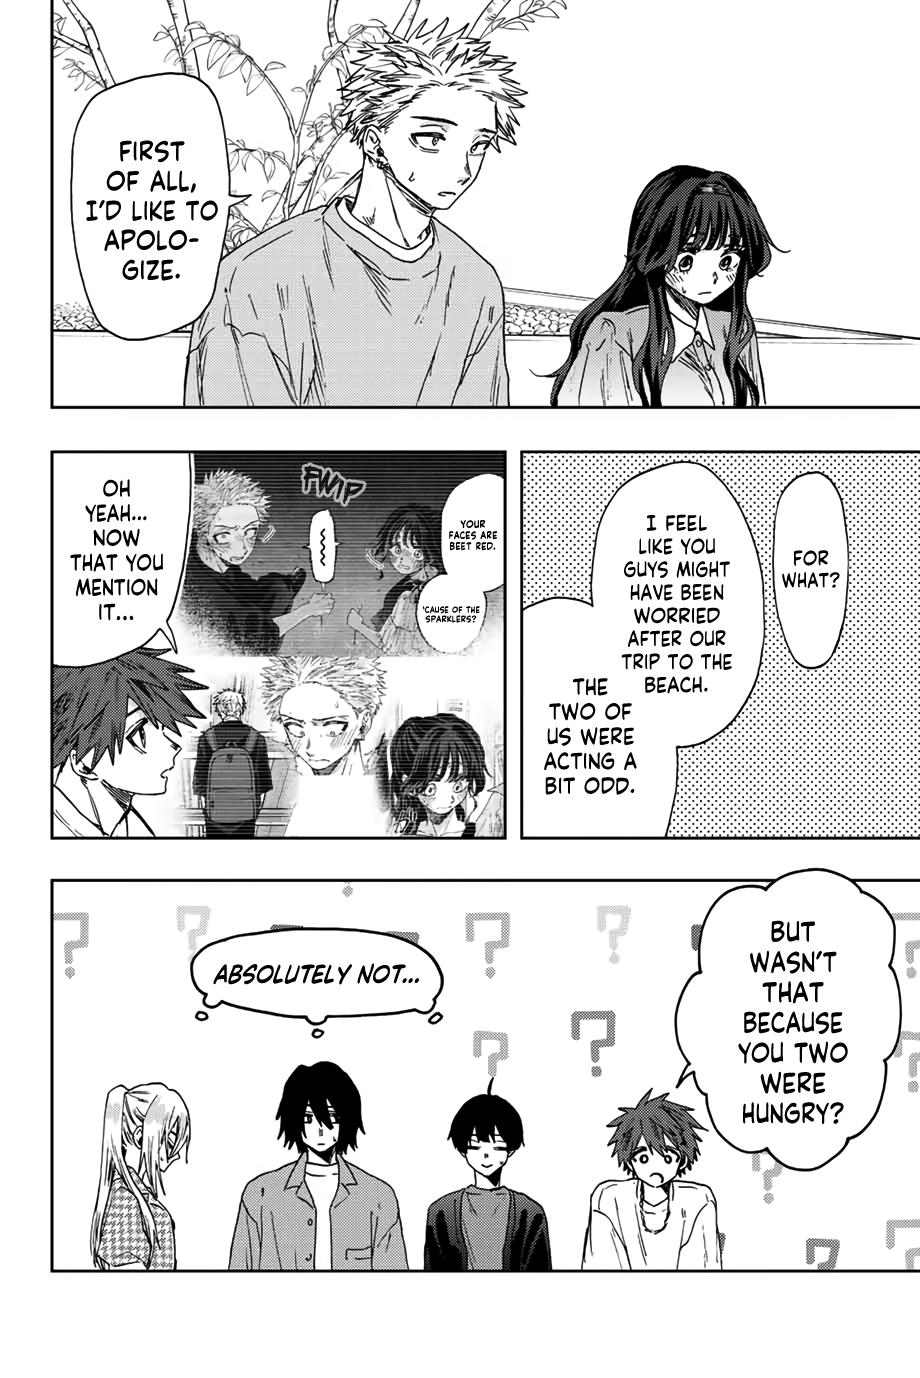 FIRST
OF ALL,
I'D LIKE TO
APOLO-
GIZE.
FOR
WHAT?
I FEEL
LIKE YOU
GUYS MIGHT
HAVE BEEN
WORRIED
AFTER OUR
TRIP TO THE
BEACH.
THE
TWO OF
US WERE
ACTING A
BIT ODD.
YOUR
FACES ARE
BEET RED.
'CAUSE OF THE
SPARKLERS?
FWIP
OH
YEAH...
NOW
THAT YOU
MENTION
IT...
BUT
WASN'T
THAT
BECAUSE
YOU TWO
WERE
HUNGRY?
ABSOLUTELY NOT...
?
?
?
?
?
?
?
?
?
?
?
?